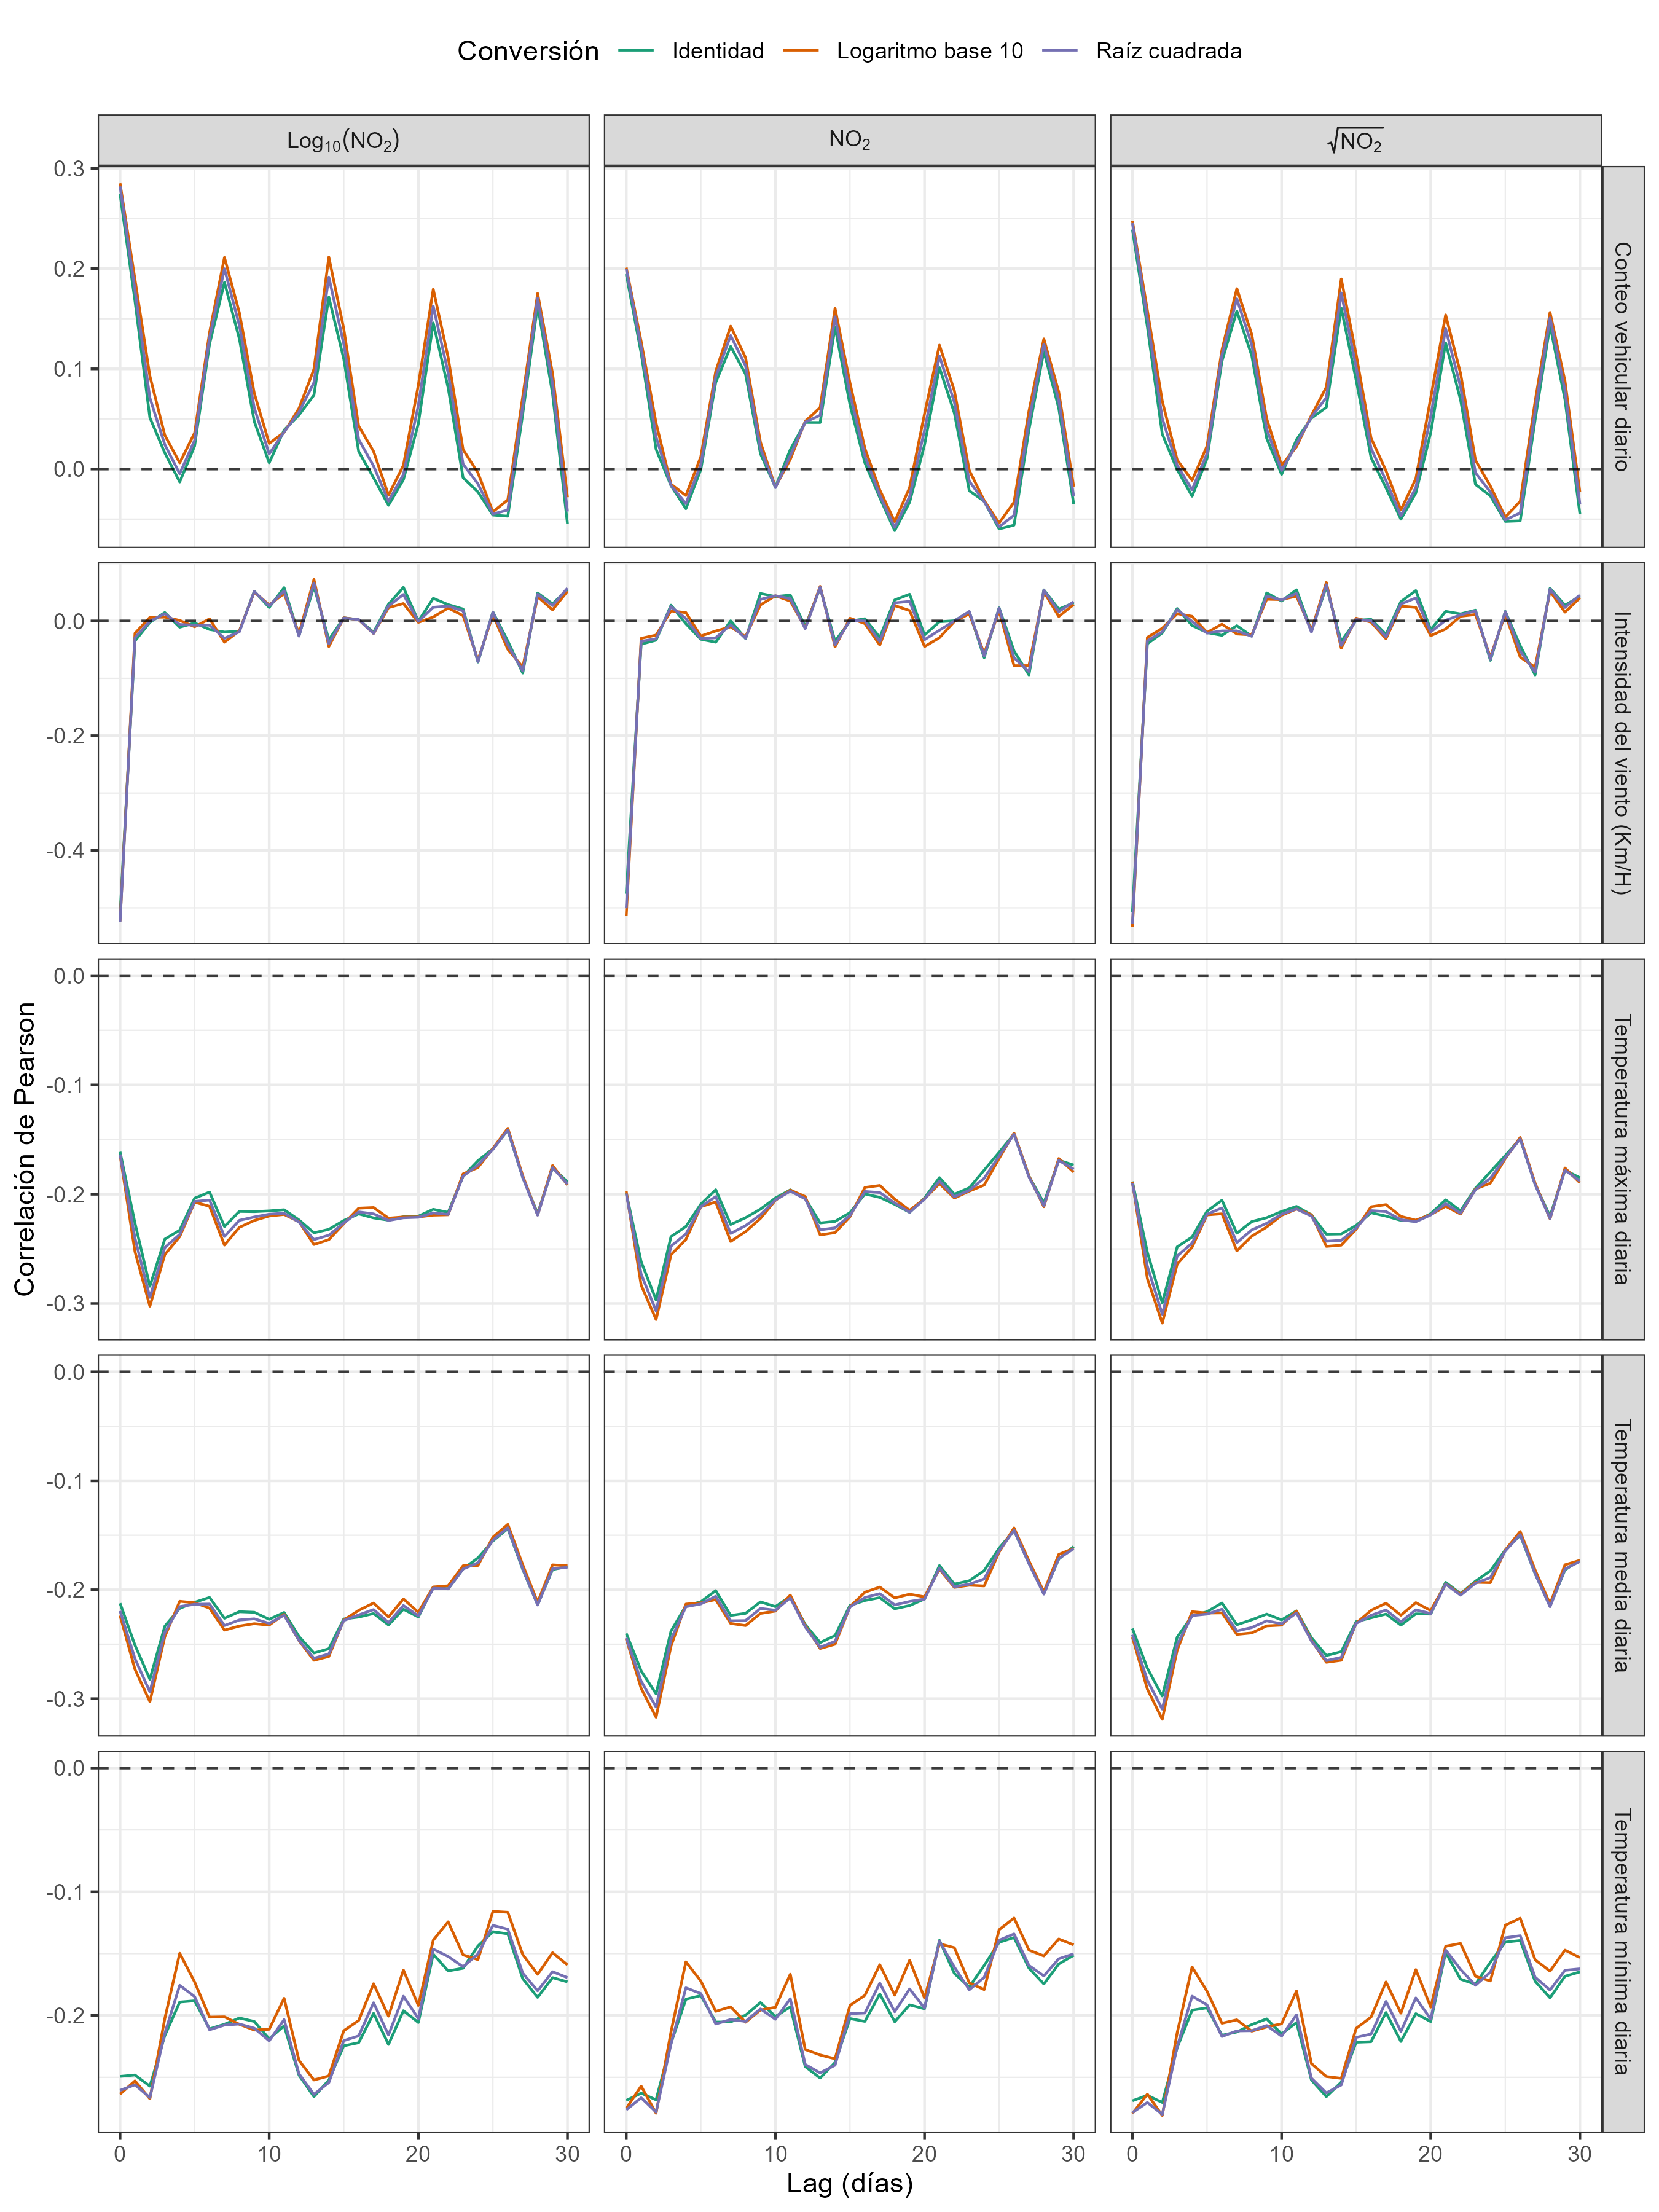 Conversión Identidad Logaritmo base 10 Raíz cuadrada
Log₁₀(NO₂) NO₂ √NO₂
0.3
0.2
0.1
0.0
Conteo vehicular diario
0.0
-0.2
-0.4
Intensidad del viento (Km/H)
0.0
-0.1
-0.2
-0.3
Temperatura máxima diaria
0.0
-0.1
-0.2
-0.3
Temperatura media diaria
0.0
-0.1
-0.2
Temperatura mínima diaria
Correlación de Pearson
0 10 20 30 0 10 20 30 0 10 20 30
Lag (días)